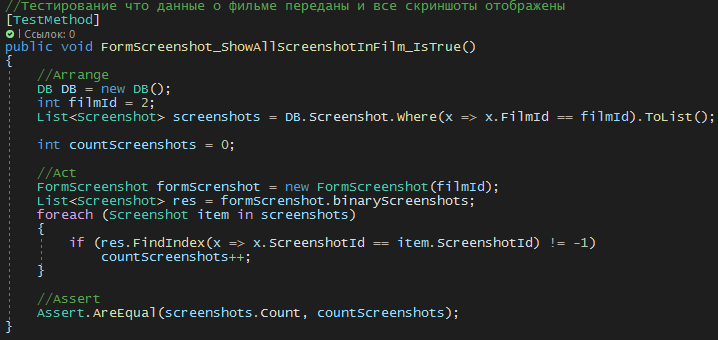 //Тестирование что данные о фильме переданы и все скриншоты отображены
[TestMethod]
| Ссылок: 0
public void FormScreenshot_ShowAllScreenshotInFilm_IsTrue()
{
//Arrange
DB DB = new DB();
int filmId = 2;
List<Screenshot> screenshots = DB.Screenshot.Where(x => x.FilmId == filmId).ToList();
int countScreenshots = 0;
//Act
FormScreenshot formScrenshot = new FormScreenshot(filmId);
List<Screenshot> res = formScrenshot.binaryScreenshots;
foreach (Screenshot item in screenshots)
{
if (res.FindIndex(x => x.ScreenshotId == item.ScreenshotId) != -1)
countScreenshots++;
}
//Assert
Assert.AreEqual(screenshots.Count, countScreenshots);
}